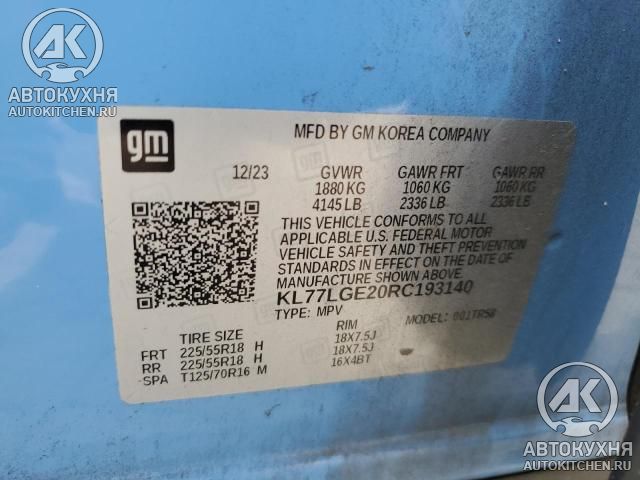 AK
АВТОКУХНЯ
AUTOKITCHEN.RU
gm
MFD BY GM KOREA COMPANY
12/23 GVWR GAWR FRT GAWR RR
1880 KG 1060 KG 1060 KG
4145 LB 2336 LB 2336 LB
THIS VEHICLE CONFORMS TO ALL
APPLICABLE U.S. FEDERAL MOTOR
VEHICLE SAFETY AND THEFT PREVENTION
STANDARDS IN EFFECT ON THE DATE OF
MANUFACTURE SHOWN ABOVE.
KL77LGE20RC193140
TYPE: MPV MODEL: 001TR58
TIRE SIZE RIM
FRT 225/55R18 H 18X7.5J
RR 225/55R18 H 18X7.5J
SPA T125/70R16 M 16X4BT
AK
АВТОКУХНЯ
AUTOKITCHEN.RU